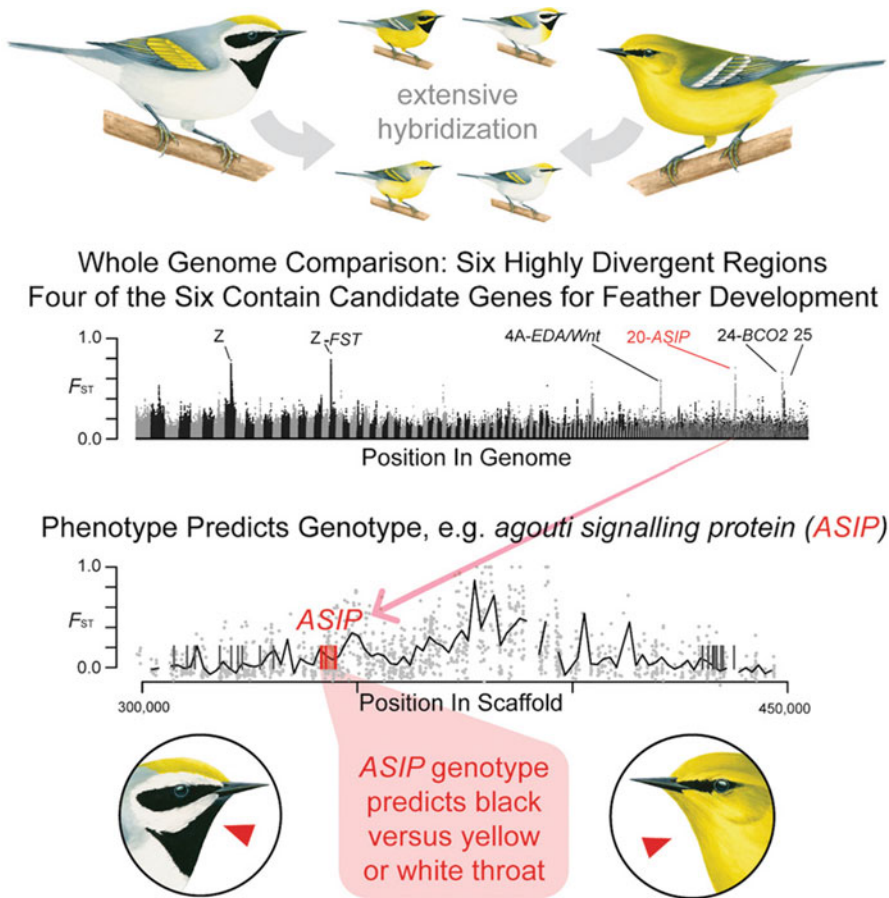 extensive
hybridization
Whole Genome Comparison: Six Highly Divergent Regions
Four of the Six Contain Candidate Genes for Feather Development
1.0
Z
Z-FST
4A-EDA/Wnt
20-ASIP
24-BCO2 25
FST
0.0
Position In Genome
Phenotype Predicts Genotype, e.g. agouti signalling protein (ASIP)
1.0
FST
ASIP
0.0
300,000
Position In Scaffold
450,000
ASIP genotype
predicts black
versus yellow
or white throat